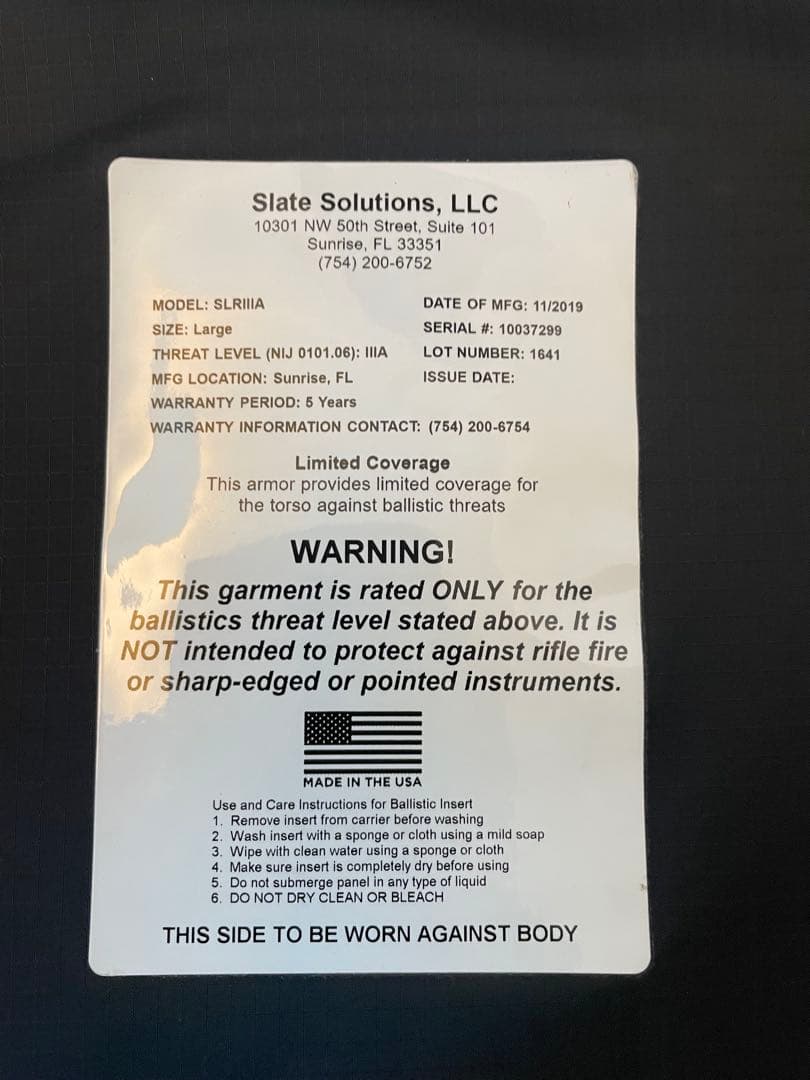 Slate Solutions, LLC
10301 NW 50th Street, Suite 101
Sunrise, FL 33351
(754) 200-6752
MODEL: SLRIIIA
DATE OF MFG: 11/2019
SIZE: Large
SERIAL #: 10037299
THREAT LEVEL (NIJ 0101.06): IIIA
LOT NUMBER: 1641
MFG LOCATION: Sunrise, FL
ISSUE DATE:
WARRANTY PERIOD: 5 Years
WARRANTY INFORMATION CONTACT: (754) 200-6754
Limited Coverage
This armor provides limited coverage for
the torso against ballistic threats
WARNING!
This garment is rated ONLY for the
ballistics threat level stated above. It is
NOT intended to protect against rifle fire
or sharp-edged or pointed instruments.
MADE IN THE USA
Use and Care Instructions for Ballistic Insert
1. Remove insert from carrier before washing
2. Wash insert with a sponge or cloth using a mild soap
3. Wipe with clean water using a sponge or cloth
4. Make sure insert is completely dry before using
5. Do not submerge panel in any type of liquid
6. DO NOT DRY CLEAN OR BLEACH
THIS SIDE TO BE WORN AGAINST BODY